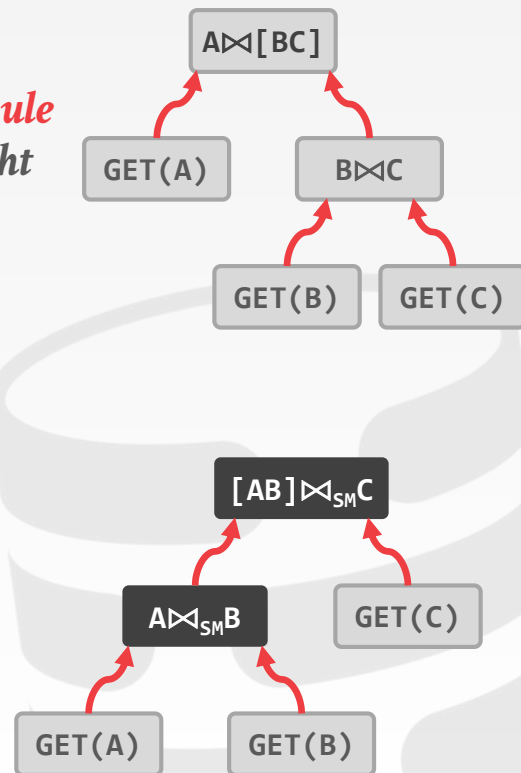 A⋈[BC]
ule
ht
GET(A)
B⋈C
GET(B)
GET(C)
[AB]⋈SMC
A⋈SMB
GET(C)
GET(A)
GET(B)